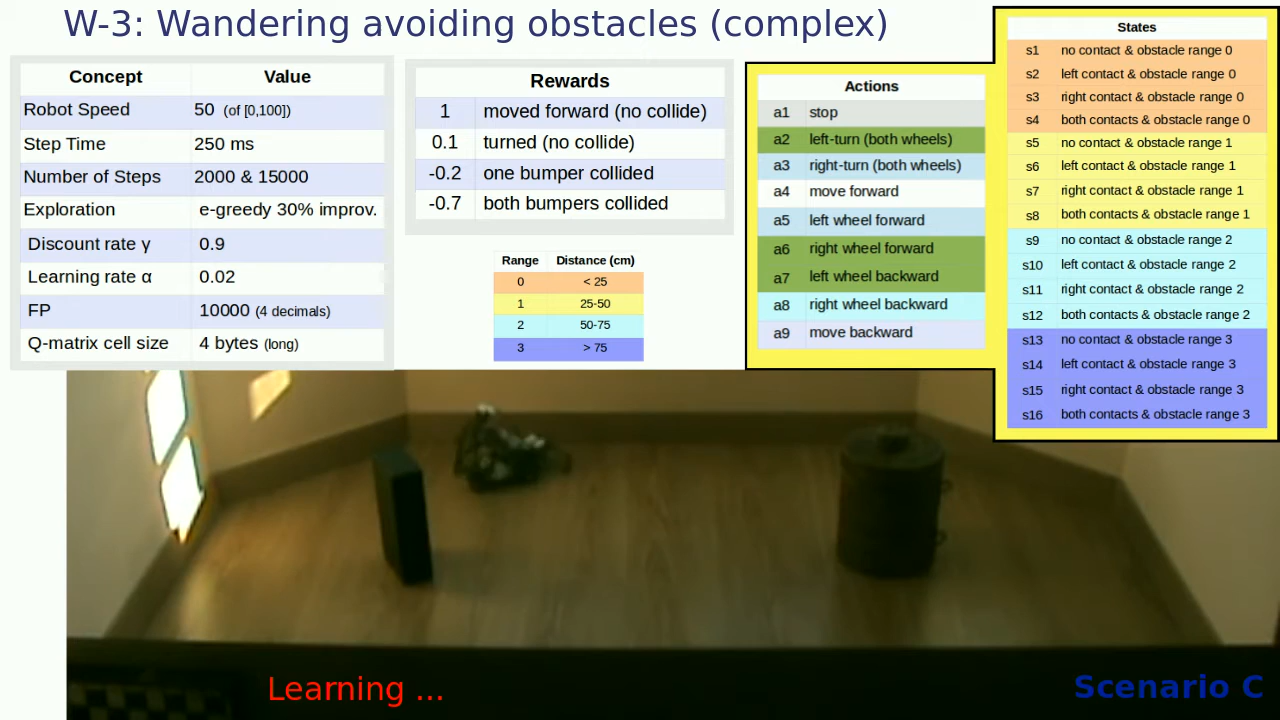 W-3: Wandering avoiding obstacles (complex)
Concept Value
Robot Speed 50 (of [0,100])
Step Time 250 ms
Number of Steps 2000 & 15000
Exploration e-greedy 30% improv.
Discount rate γ 0.9
Learning rate α 0.02
FP 10000 (4 decimals)
Q-matrix cell size 4 bytes (long)
Rewards
1 moved forward (no collide)
0.1 turned (no collide)
-0.2 one bumper collided
-0.7 both bumpers collided
Range Distance (cm)
0 < 25
1 25-50
2 50-75
3 > 75
Actions
a1 stop
a2 left-turn (both wheels)
a3 right-turn (both wheels)
a4 move forward
a5 left wheel forward
a6 right wheel forward
a7 left wheel backward
a8 right wheel backward
a9 move backward
States
s1 no contact & obstacle range 0
s2 left contact & obstacle range 0
s3 right contact & obstacle range 0
s4 both contacts & obstacle range 0
s5 no contact & obstacle range 1
s6 left contact & obstacle range 1
s7 right contact & obstacle range 1
s8 both contacts & obstacle range 1
s9 no contact & obstacle range 2
s10 left contact & obstacle range 2
s11 right contact & obstacle range 2
s12 both contacts & obstacle range 2
s13 no contact & obstacle range 3
s14 left contact & obstacle range 3
s15 right contact & obstacle range 3
s16 both contacts & obstacle range 3
Learning ...
Scenario C